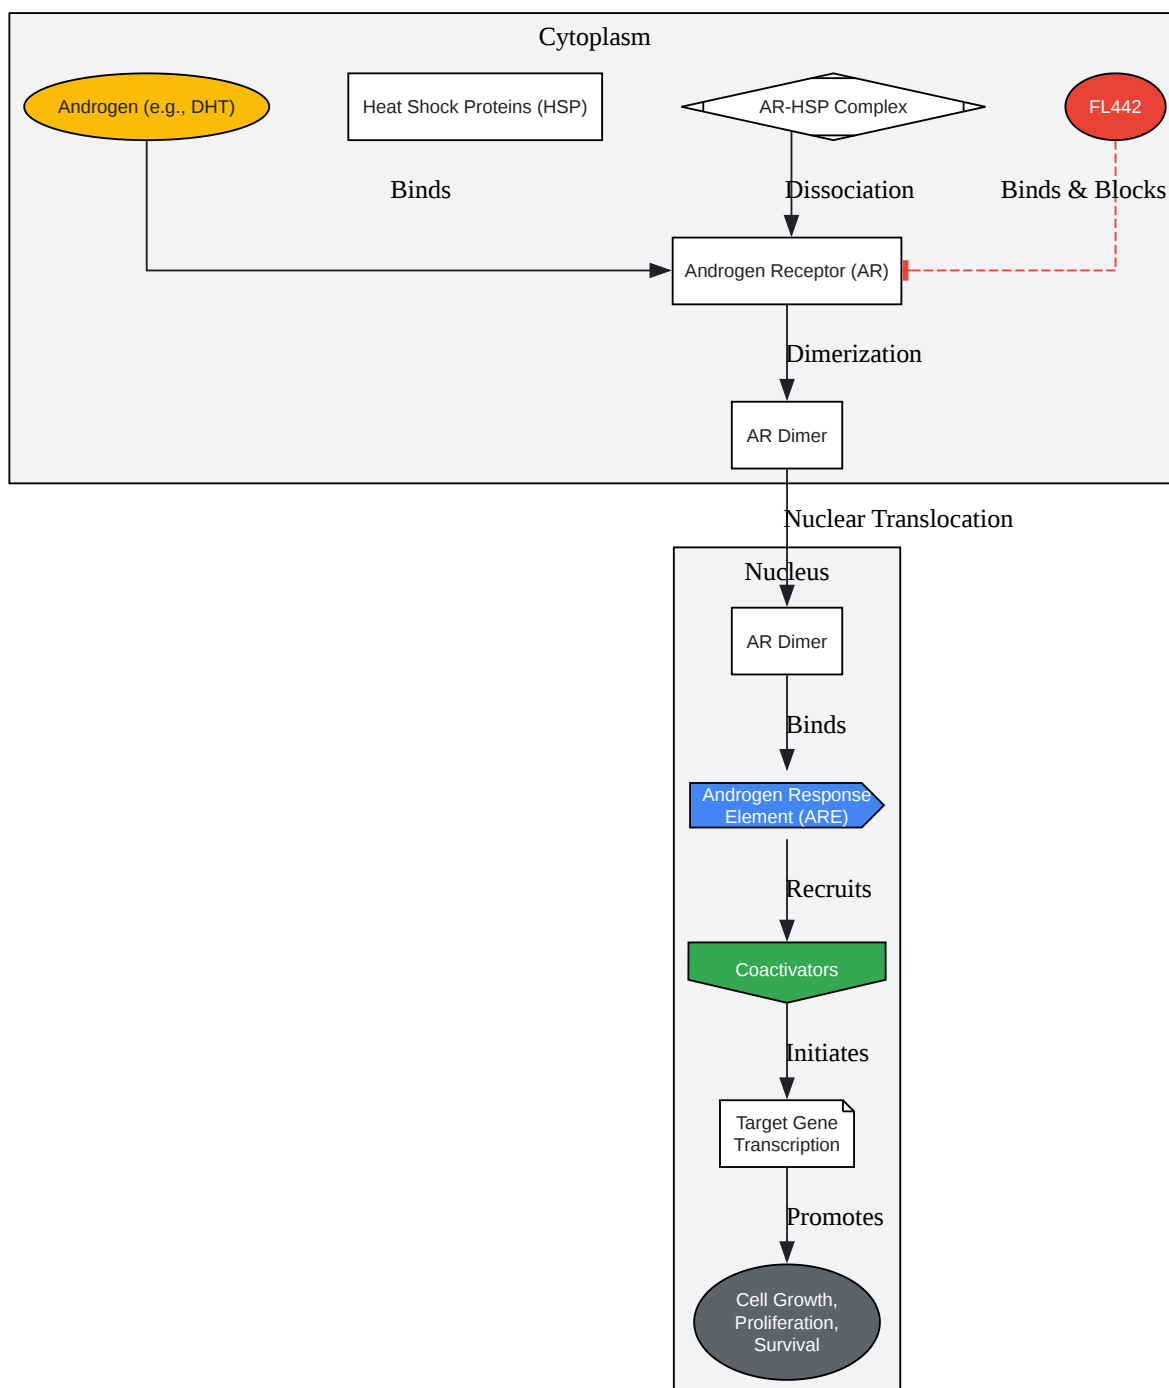 Cytoplasm
Androgen (e.g., DHT)
Heat Shock Proteins (HSP)
AR-HSP Complex
FL442
Binds
Dissociation
Binds & Blocks
Androgen Receptor (AR)
Dimerization
AR Dimer
Nuclear Translocation
Nucleus
AR Dimer
Binds
Androgen Response
Element (ARE)
Recruits
Coactivators
Initiates
Target Gene
Transcription
Promotes
Cell Growth,
Proliferation,
Survival